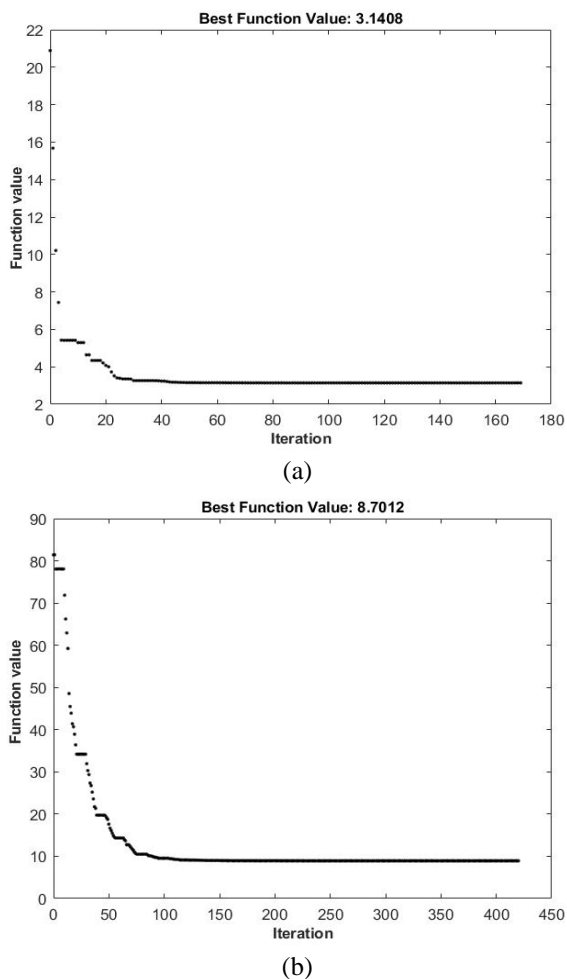 Best Function Value: 3.1408
22
20
18
16
14
12
10
8
6
4
2
Function value
0 20 40 60 80 100 120 140 160 180
Iteration
(a)
Best Function Value: 8.7012
90
80
70
60
50
40
30
20
10
0
Function value
0 50 100 150 200 250 300 350 400 450
Iteration
(b)